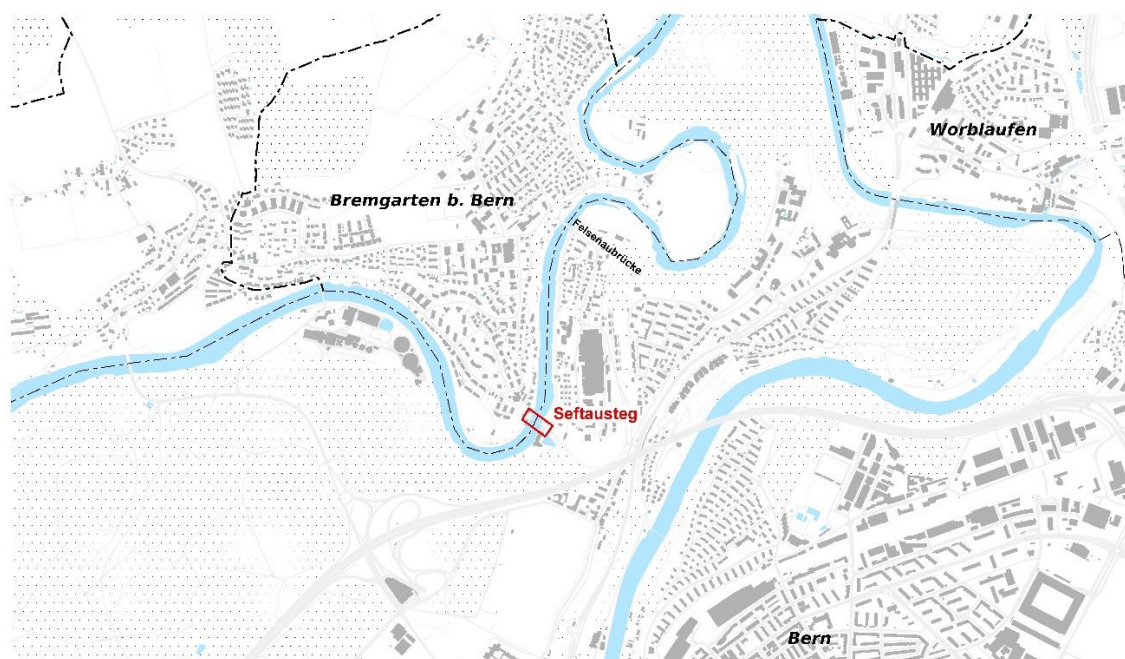 Worblaufen
Bremgarten b. Bern
Felsenaubrücke
Seftausteg
Bern